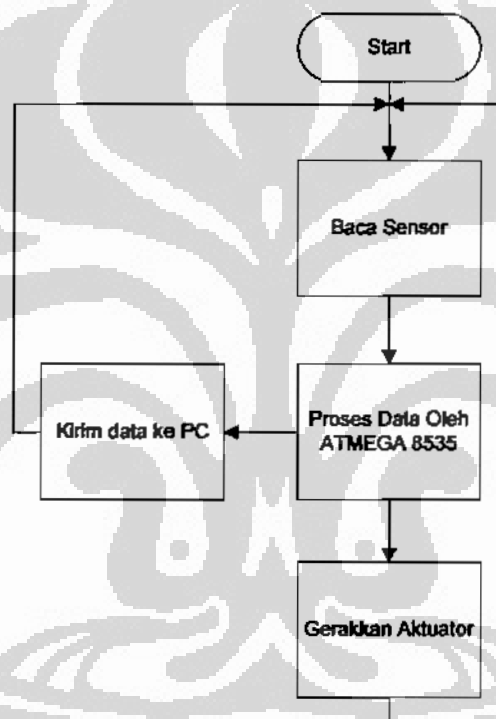 Start
Baca Sensor
Kirim data ke PC
Proses Data Oleh
ATMEGA 8535
Gerakkan Aktuator